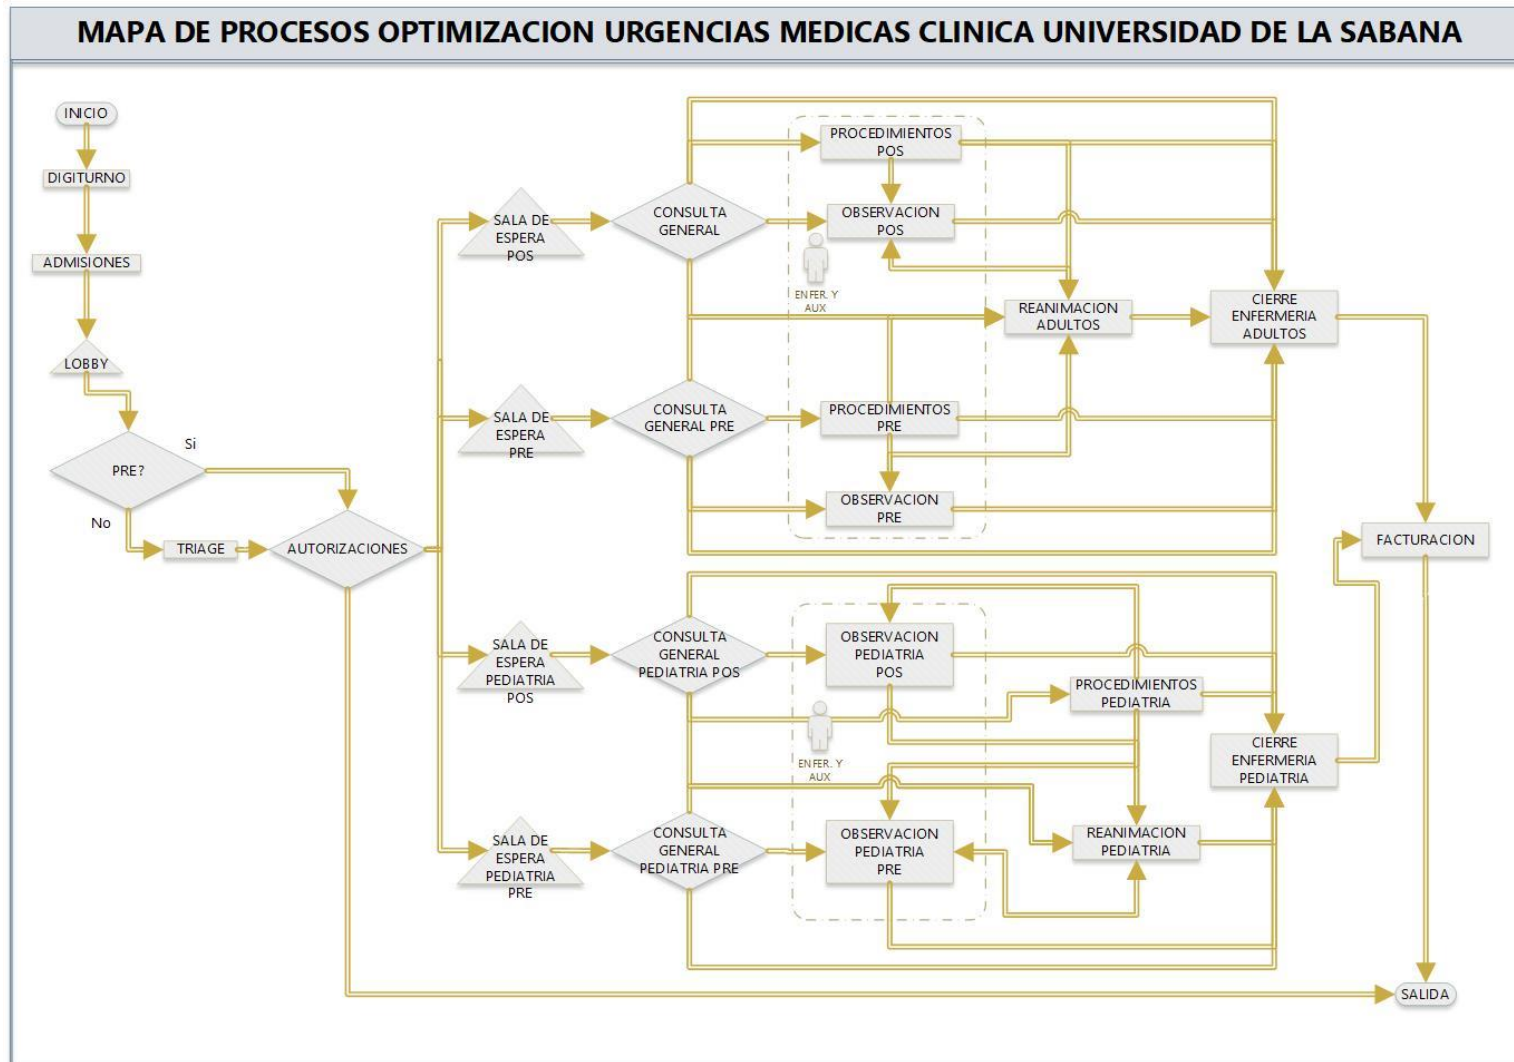 MAPA DE PROCESOS OPTIMIZACION URGENCIAS MEDICAS CLINICA UNIVERSIDAD DE LA SABANA
INICIO
DIGITURNO
ADMISIONES
LOBBY
PRE?
Si
No
TRIAGE
AUTORIZACIONES
SALA DE
ESPERA
POS
CONSULTA
GENERAL
PROCEDIMIENTOS
POS
OBSERVACION
POS
ENFER. Y
AUX
REANIMACION
ADULTOS
CIERRE
ENFERMERIA
ADULTOS
SALA DE
ESPERA
PRE
CONSULTA
GENERAL PRE
PROCEDIMIENTOS
PRE
OBSERVACION
PRE
FACTURACION
SALA DE
ESPERA
PEDIATRIA
POS
CONSULTA
GENERAL
PEDIATRIA POS
OBSERVACION
PEDIATRIA
POS
PROCEDIMIENTOS
PEDIATRIA
ENFER. Y
AUX
CIERRE
ENFERMERIA
PEDIATRIA
SALA DE
ESPERA
PEDIATRIA
PRE
CONSULTA
GENERAL
PEDIATRIA PRE
OBSERVACION
PEDIATRIA
PRE
REANIMACION
PEDIATRIA
SALIDA